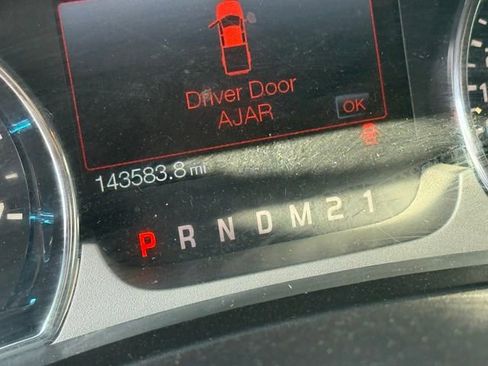 Driver Door
AJAR
OK
143583.8 mi
P R N D M 2 1